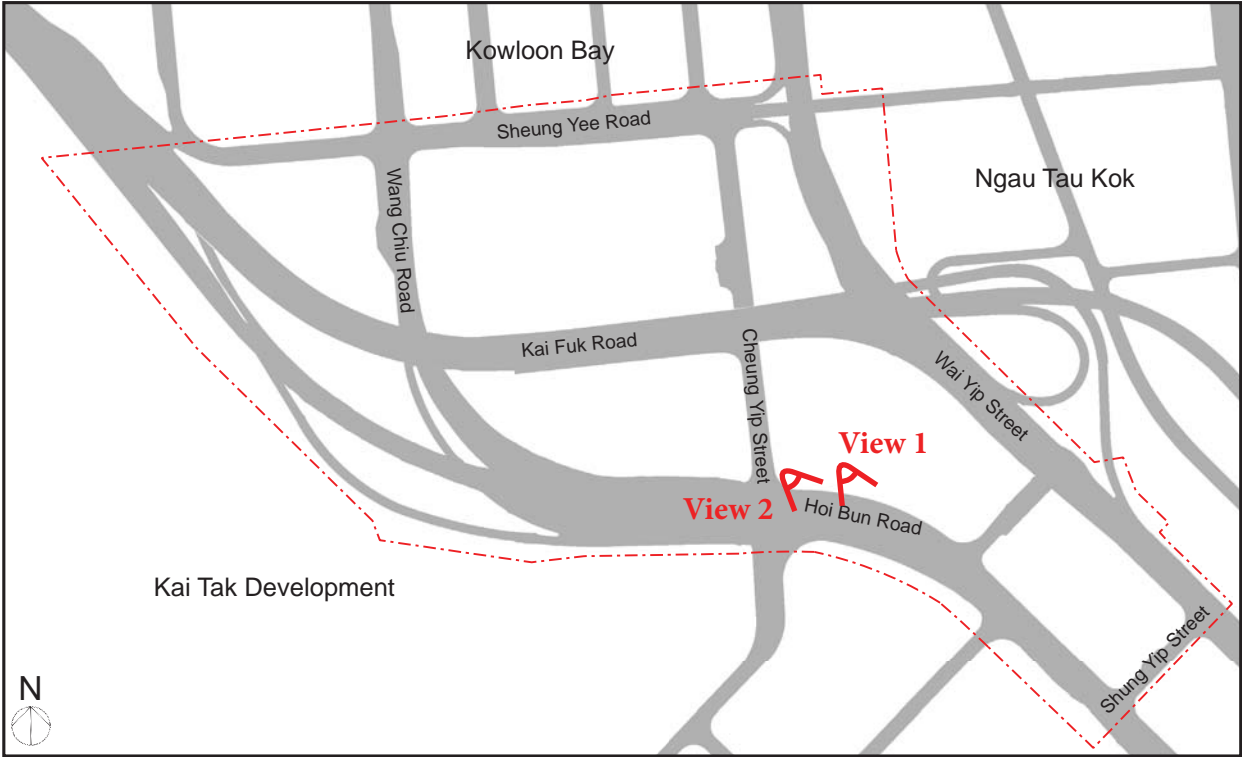 Kowloon Bay
Sheung Yee Road
Ngau Tau Kok
Wang Chiu Road
Kai Fuk Road
Cheung Yip Street
Wai Yip Street
View 1
View 2
Hoi Bun Road
Kai Tak Development
Shung Yip Street
N